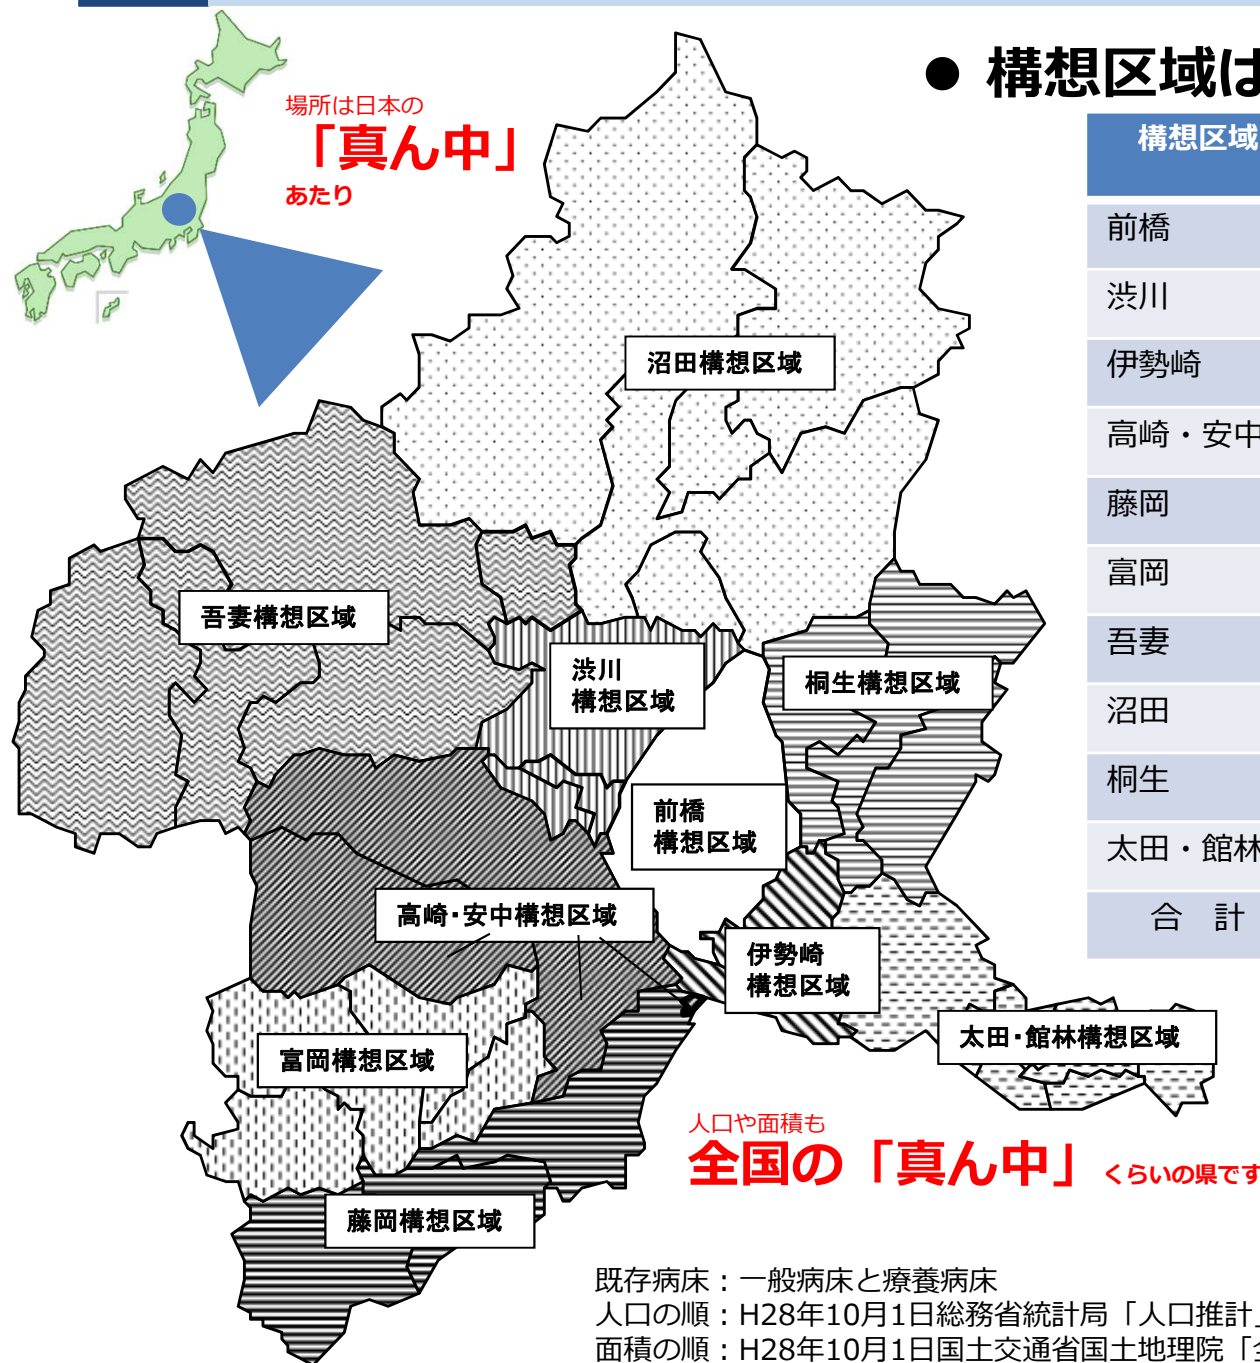 ● 構想区域は
場所は日本の
「真ん中」
あたり
構想区域
前橋
渋川
伊勢崎
高崎・安中
藤岡
富岡
吾妻
沼田
桐生
太田・館林
合 計
沼田構想区域
吾妻構想区域
渋川
構想区域
桐生構想区域
前橋
構想区域
高崎・安中構想区域
伊勢崎
構想区域
太田・館林構想区域
富岡構想区域
藤岡構想区域
人口や面積も
全国の「真ん中」くらいの県です
既存病床：一般病床と療養病床
人口の順：H28年10月1日総務省統計局「人口推計」
面積の順：H28年10月1日国土交通省国土地理院「全